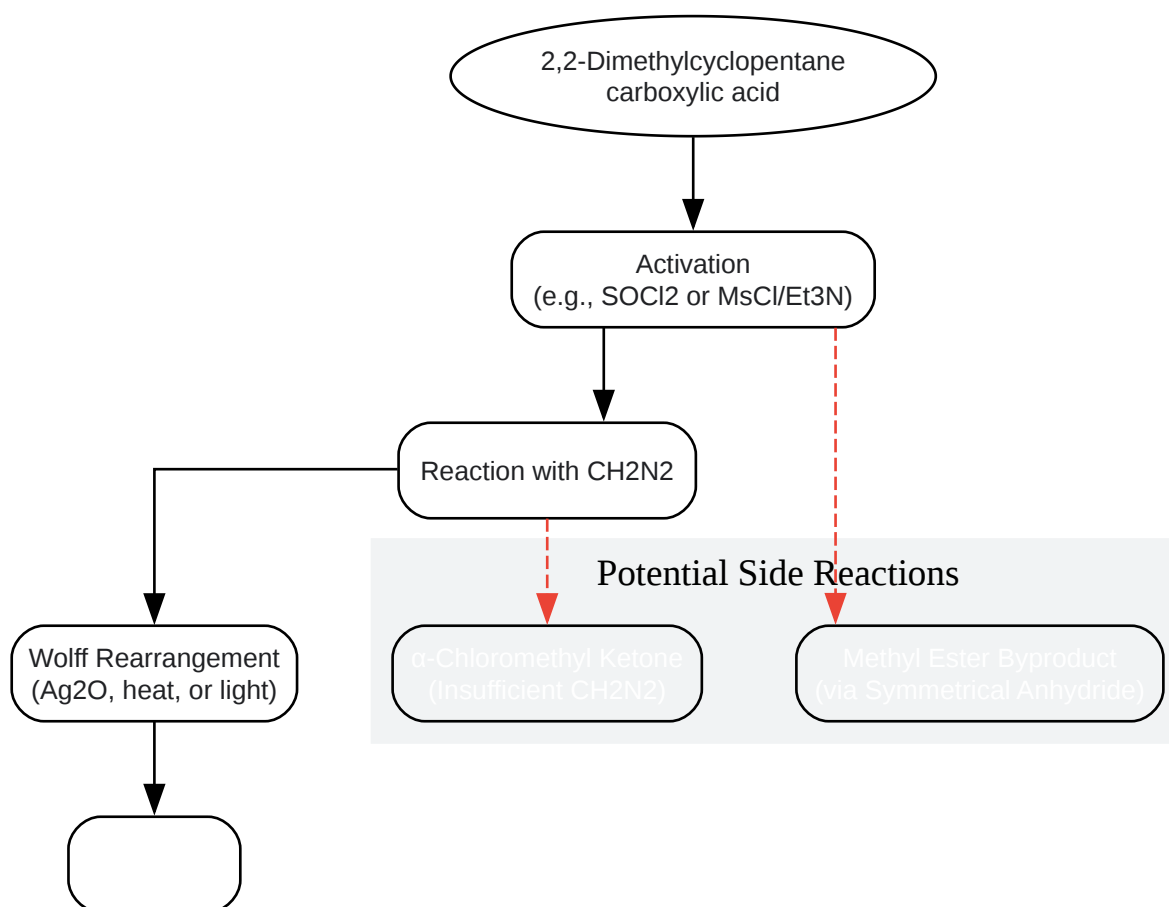 2,2-Dimethylcyclopentane
carboxylic acid
Activation
(e.g., SOCl2 or MsCl/Et3N)
Reaction with CH2N2
Potential Side Reactions
Wolff Rearrangement
(Ag2O, heat, or light)
α-Chloromethyl Ketone
(Insufficient CH2N2)
Methyl Ester Byproduct
(via Symmetrical Anhydride)